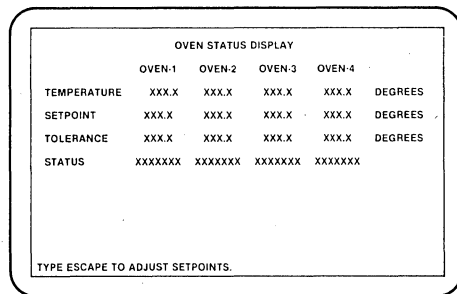 OVEN STATUS DISPLAY
OVEN-1 OVEN-2 OVEN-3 OVEN-4
TEMPERATURE XXX.X XXX.X XXX.X XXX.X DEGREES
SETPOINT XXX.X XXX.X XXX.X XXX.X DEGREES
TOLERANCE XXX.X XXX.X XXX.X XXX.X DEGREES
STATUS XXXXXXX XXXXXXX XXXXXXX XXXXXXX
TYPE ESCAPE TO ADJUST SETPOINTS.